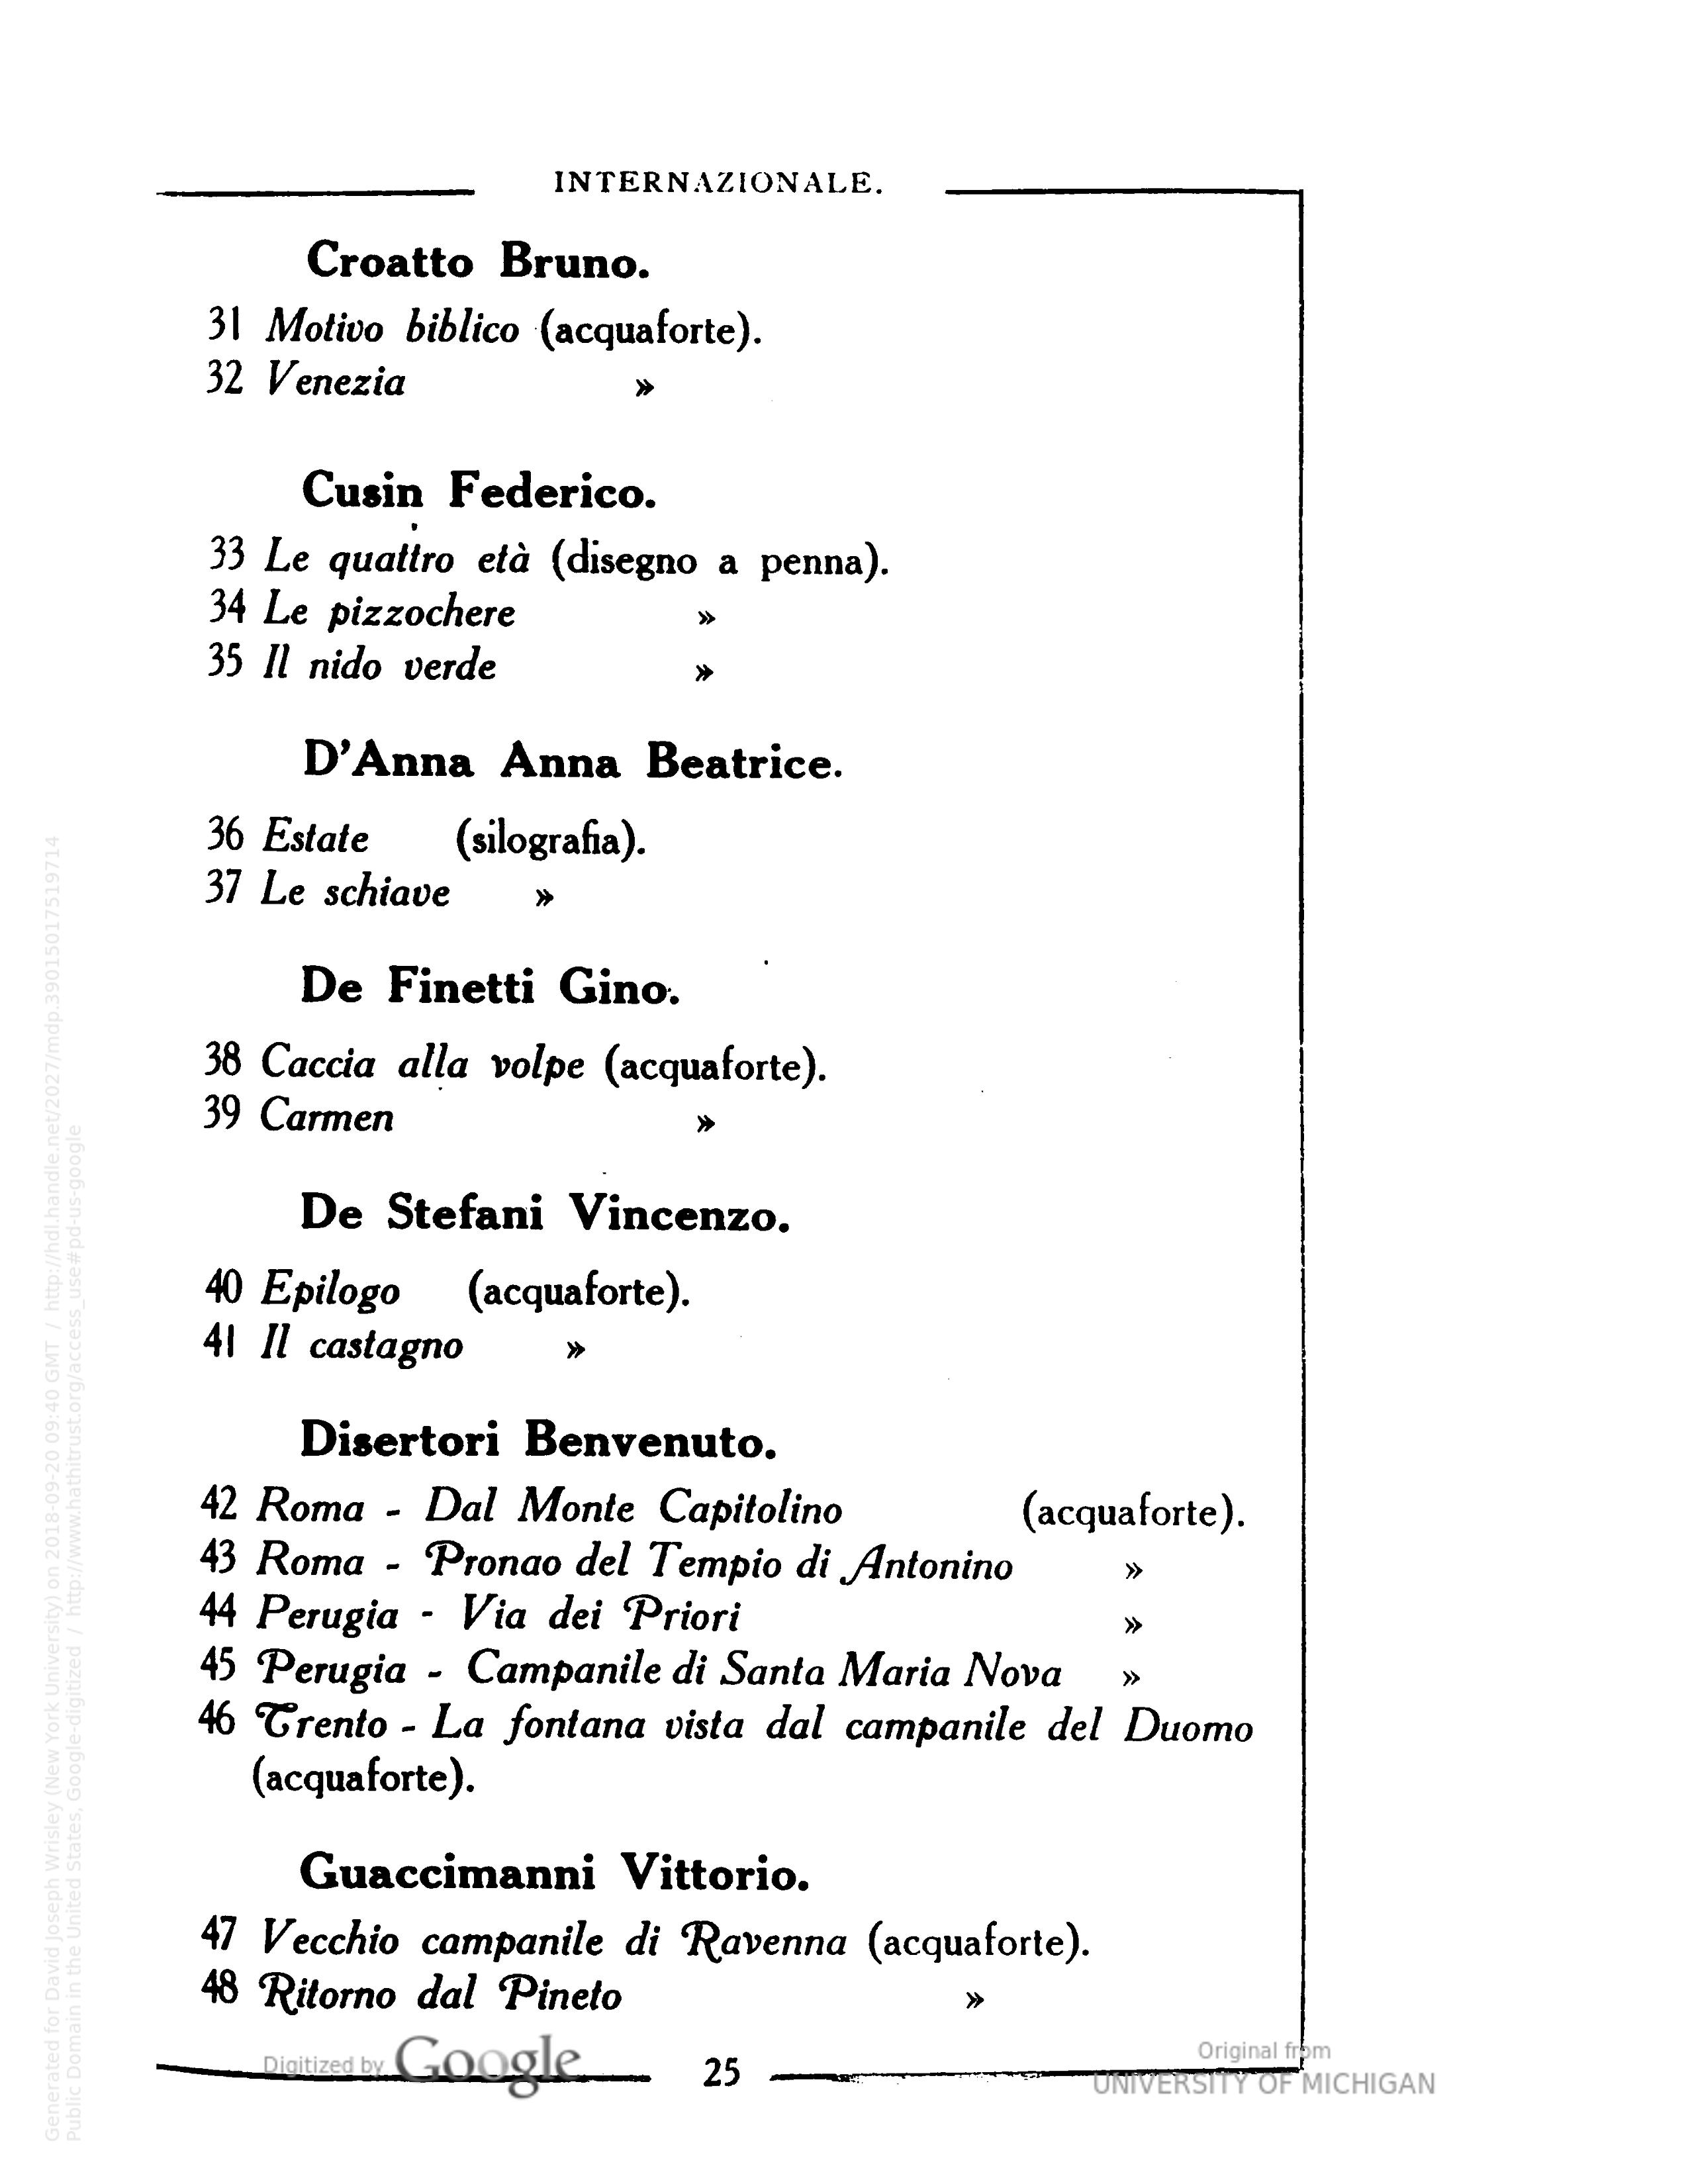 INTERNAZIONALE.
Croatto Bruno.
31 Motivo biblico (acquaforte).
32 Venezia »
Cusin Federico.
33 Le quattro età (disegno a penna).
34 Le pizzochere »
35 Il nido verde »
D'Anna Anna Beatrice.
36 Estate (silografia).
37 Le schiave »
De Finetti Gino.
38 Caccia alla volpe (acquaforte).
39 Carmen »
De Stefani Vincenzo.
40 Epilogo (acquaforte).
41 Il castagno »
Disertori Benvenuto.
42 Roma - Dal Monte Capitolino (acquaforte).
43 Roma - Pronao del Tempio di Antonino »
44 Perugia - Via dei Priori »
45 Perugia - Campanile di Santa Maria Nova »
46 Trento - La fontana vista dal campanile del Duomo
(acquaforte).
Guaccimanni Vittorio.
47 Vecchio campanile di Ravenna (acquaforte).
48 Ritorno dal Pineto »
25
Digitized by Google
Original from
UNIVERSITY OF MICHIGAN
Generated for David Joseph Wrisley (New York University) on 2018-09-20 09:40 GMT / http://hdl.handle.net/2027/mdp.39015017519714
Public Domain in the United States, Google-digitized / http://www.hathitrust.org/access_use#pd-us-google